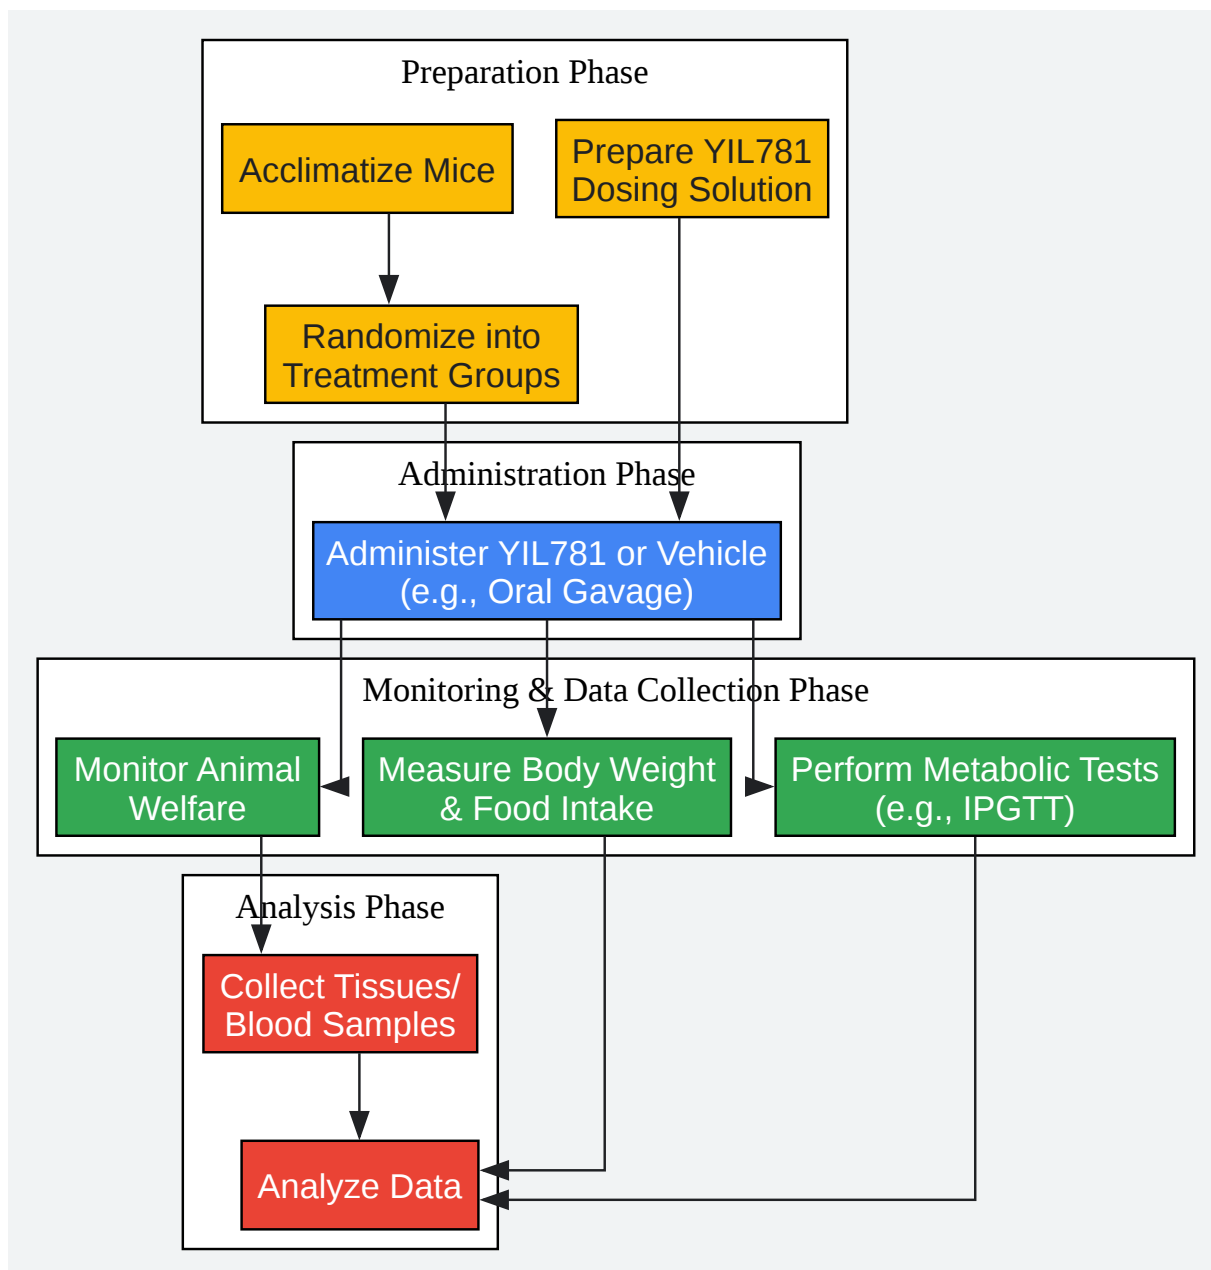 Preparation Phase
Acclimatize Mice
Prepare YIL781
Dosing Solution
Randomize into
Treatment Groups
Administration Phase
Administer YIL781 or Vehicle
(e.g., Oral Gavage)
Monitoring & Data Collection Phase
Monitor Animal
Welfare
Measure Body Weight
& Food Intake
Perform Metabolic Tests
(e.g., IPGTT)
Analysis Phase
Collect Tissues/
Blood Samples
Analyze Data